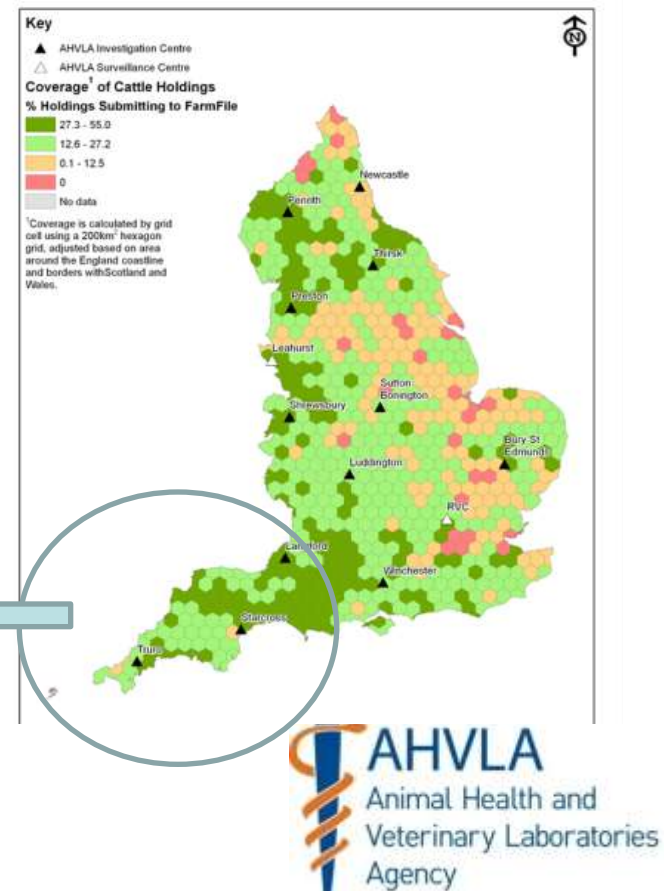 Key
AHVLA Investigation Centre
AHVLA Surveillance Centre
Coverage¹ of Cattle Holdings
% Holdings Submitting to FarmFile
27.3 - 55.0
12.6 - 27.2
0.1 - 12.5
0
No data
¹Coverage is calculated by grid
cell using a 200km² hexagon
grid, adjusted based on area
around the England coastline
and borders withScotland and
Wales.
N
Newcastle
Penrith
Thirsk
Preston
Leahurst
Sutton
Bonington
Shrewsbury
Bury St
Edmunds
Luddington
RVC
Langford
Winchester
Starcross
Truro
AHVLA
Animal Health and
Veterinary Laboratories
Agency